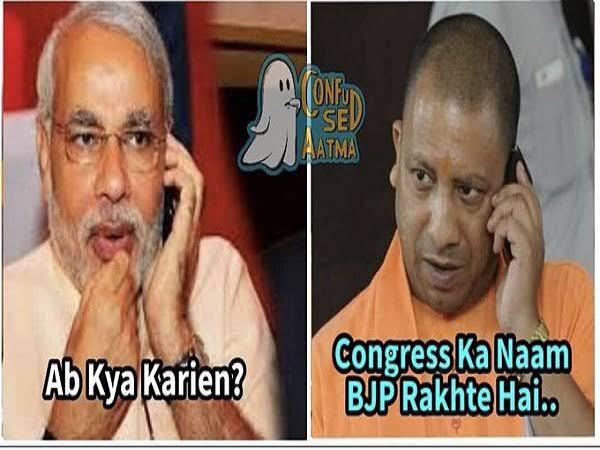 CONFUSED AATMA
Ab Kya Karien?
Congress Ka Naam
BJP Rakhte Hai..